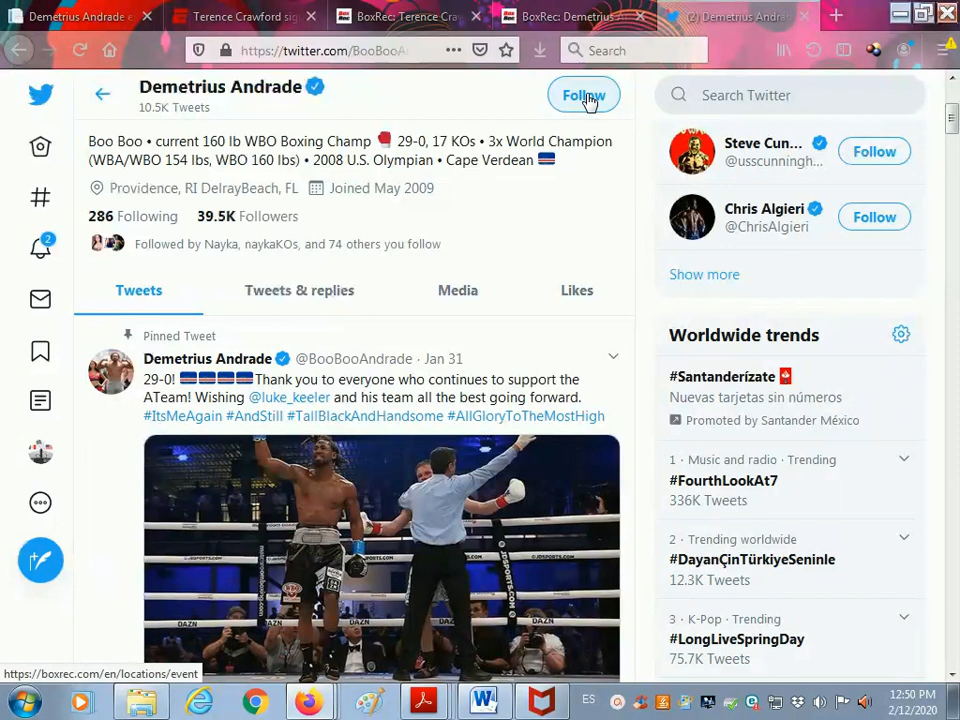 Demetrius Andrade e
Terence Crawford sig
BoxRec: Terence Cra
BoxRec: Demetrius A
(2) Demetrius Andra
https://twitter.com/BooBooA
Search
Demetrius Andrade
10.5K Tweets
Follow
Boo Boo • current 160 lb WBO Boxing Champ 🥊 29-0, 17 KOs • 3x World Champion
(WBA/WBO 154 lbs, WBO 160 lbs) • 2008 U.S. Olympian • Cape Verdean 🇨🇻
Providence, RI DelrayBeach, FL Joined May 2009
286 Following 39.5K Followers
Followed by Nayka, naykaKOs, and 74 others you follow
Tweets Tweets & replies Media Likes
Pinned Tweet
Demetrius Andrade @BooBooAndrade · Jan 31
29-0! 🇨🇻🇨🇻🇨🇻🇨🇻Thank you to everyone who continues to support the
ATeam! Wishing @luke_keeler and his team all the best going forward.
#ItsMeAgain #AndStill #TallBlackAndHandsome #AllGloryToTheMostHigh
JDSPORTS.COM
DAZN
DAZN
Search Twitter
Steve Cun...
@usscunningh...
Follow
Chris Algieri
@ChrisAlgieri
Follow
Show more
Worldwide trends
#Santanderízate
Nuevas tarjetas sin números
Promoted by Santander México
1 · Music and radio · Trending
#FourthLookAt7
336K Tweets
2 · Trending worldwide
#DayanÇinTürkiyeSeninle
12.3K Tweets
3 · K-Pop · Trending
#LongLiveSpringDay
75.7K Tweets
2
https://boxrec.com/en/locations/event
ES
12:50 PM
2/12/2020